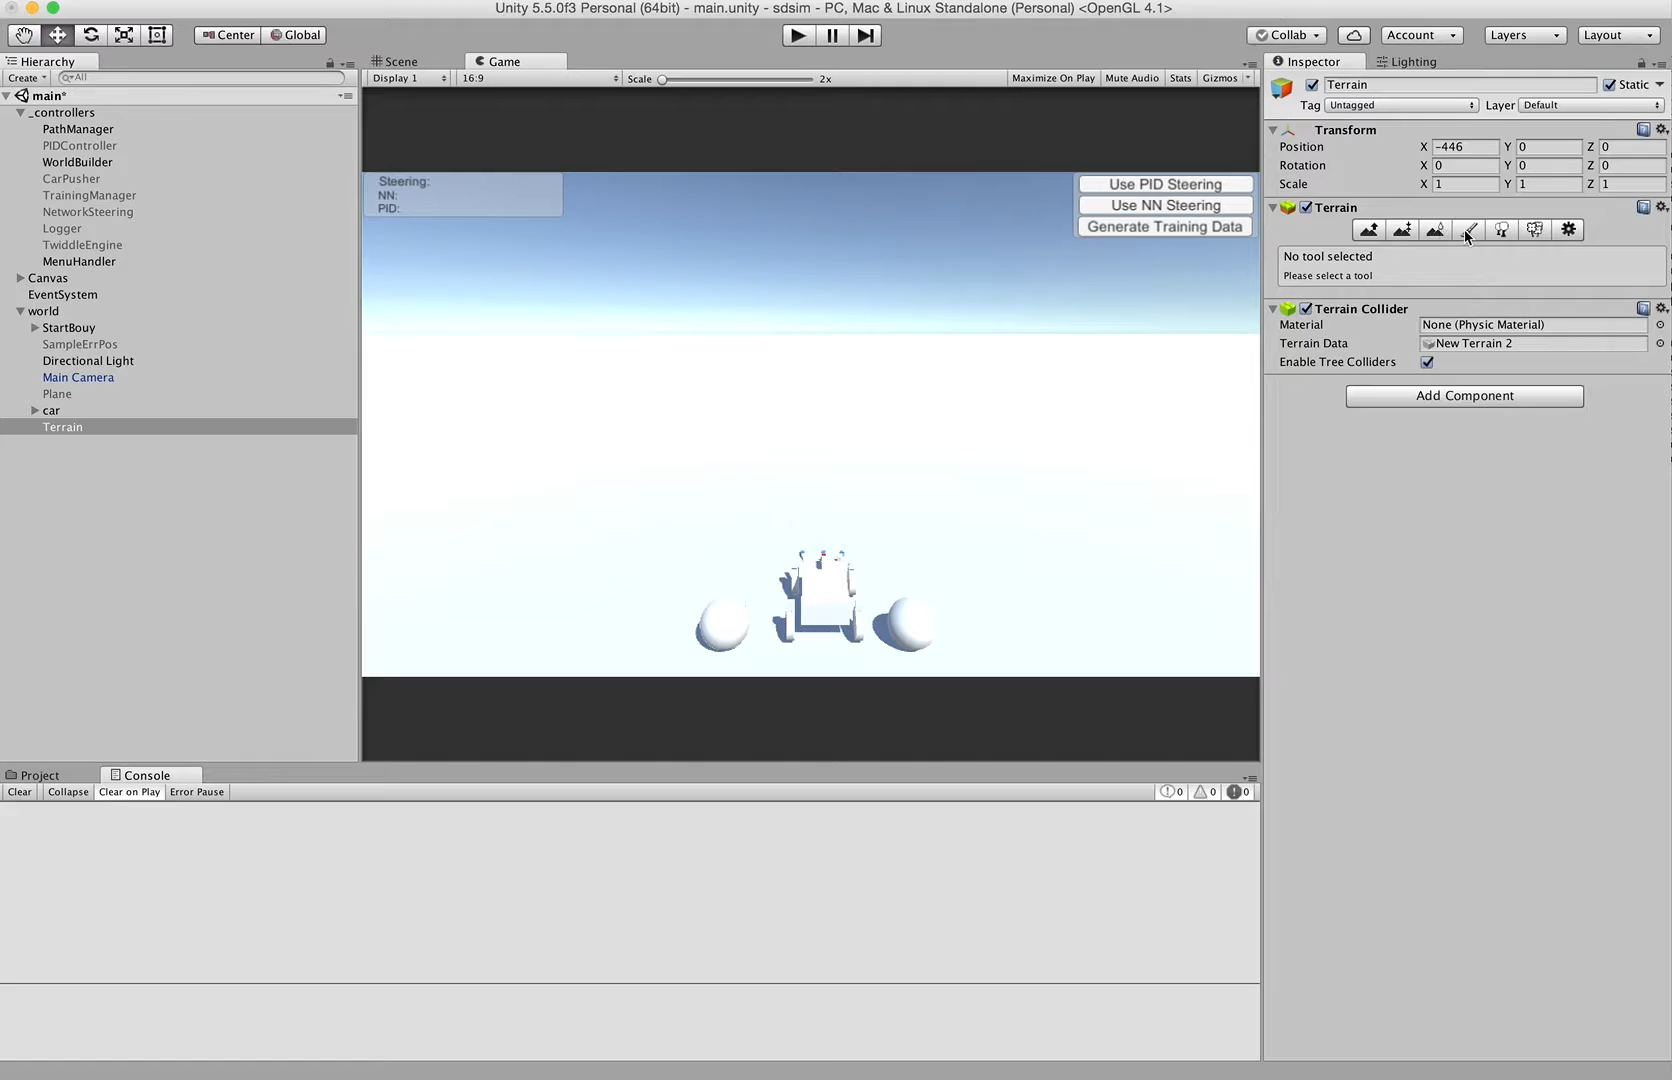 Unity 5.5.0f3 Personal (64bit) - main.unity - sdsim - PC, Mac & Linux Standalone (Personal) <OpenGL 4.1>
Center Global Collab Account Layers Layout
Hierarchy
Create All
main*
_controllers
PathManager
PIDController
WorldBuilder
CarPusher
TrainingManager
NetworkSteering
Logger
TwiddleEngine
MenuHandler
Canvas
EventSystem
world
StartBouy
SampleErrPos
Directional Light
Main Camera
Plane
car
Terrain
Scene Game
Display 1 16:9 Scale 2x Maximize On Play Mute Audio Stats Gizmos
Steering:
NN:
PID:
Use PID Steering
Use NN Steering
Generate Training Data
Inspector Lighting
Terrain Static
Tag Untagged Layer Default
Transform
Position X -446 Y 0 Z 0
Rotation X 0 Y 0 Z 0
Scale X 1 Y 1 Z 1
Terrain
No tool selected
Please select a tool
Terrain Collider
Material None (Physic Material)
Terrain Data New Terrain 2
Enable Tree Colliders
Add Component
Project Console
Clear Collapse Clear on Play Error Pause 0 0 0